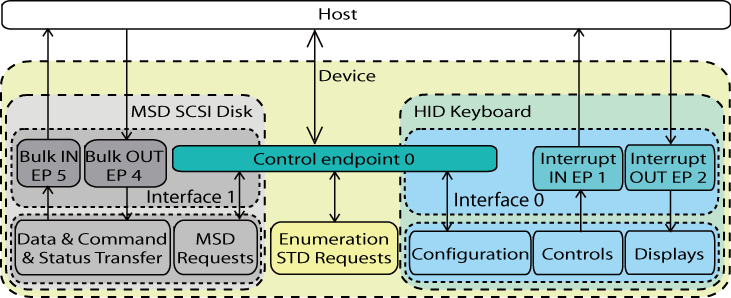 Host
Device
MSD SCSI Disk
HID Keyboard
Bulk IN
EP 5
Bulk OUT
EP 4
Control endpoint 0
Interrupt
IN EP 1
Interrupt
OUT EP 2
Interface 1
Interface 0
Data & Command
& Status Transfer
MSD
Requests
Enumeration
STD Requests
Configuration
Controls
Displays